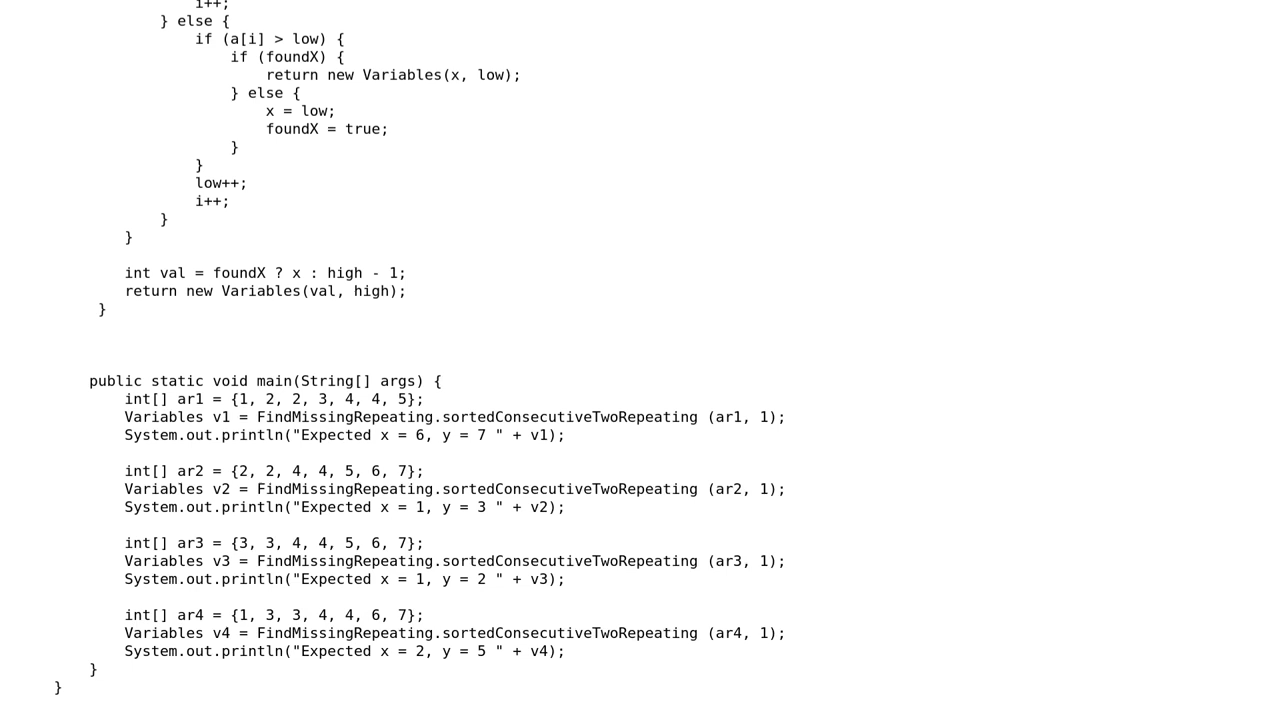 i++;
} else {
if (a[i] > low) {
if (foundX) {
return new Variables(x, low);
} else {
x = low;
foundX = true;
}
}
low++;
i++;
}
}
int val = foundX ? x : high - 1;
return new Variables(val, high);
}
public static void main(String[] args) {
int[] ar1 = {1, 2, 2, 3, 4, 4, 5};
Variables v1 = FindMissingRepeating.sortedConsecutiveTwoRepeating (ar1, 1);
System.out.println("Expected x = 6, y = 7 " + v1);
int[] ar2 = {2, 2, 4, 4, 5, 6, 7};
Variables v2 = FindMissingRepeating.sortedConsecutiveTwoRepeating (ar2, 1);
System.out.println("Expected x = 1, y = 3 " + v2);
int[] ar3 = {3, 3, 4, 4, 5, 6, 7};
Variables v3 = FindMissingRepeating.sortedConsecutiveTwoRepeating (ar3, 1);
System.out.println("Expected x = 1, y = 2 " + v3);
int[] ar4 = {1, 3, 3, 4, 4, 6, 7};
Variables v4 = FindMissingRepeating.sortedConsecutiveTwoRepeating (ar4, 1);
System.out.println("Expected x = 2, y = 5 " + v4);
}
}